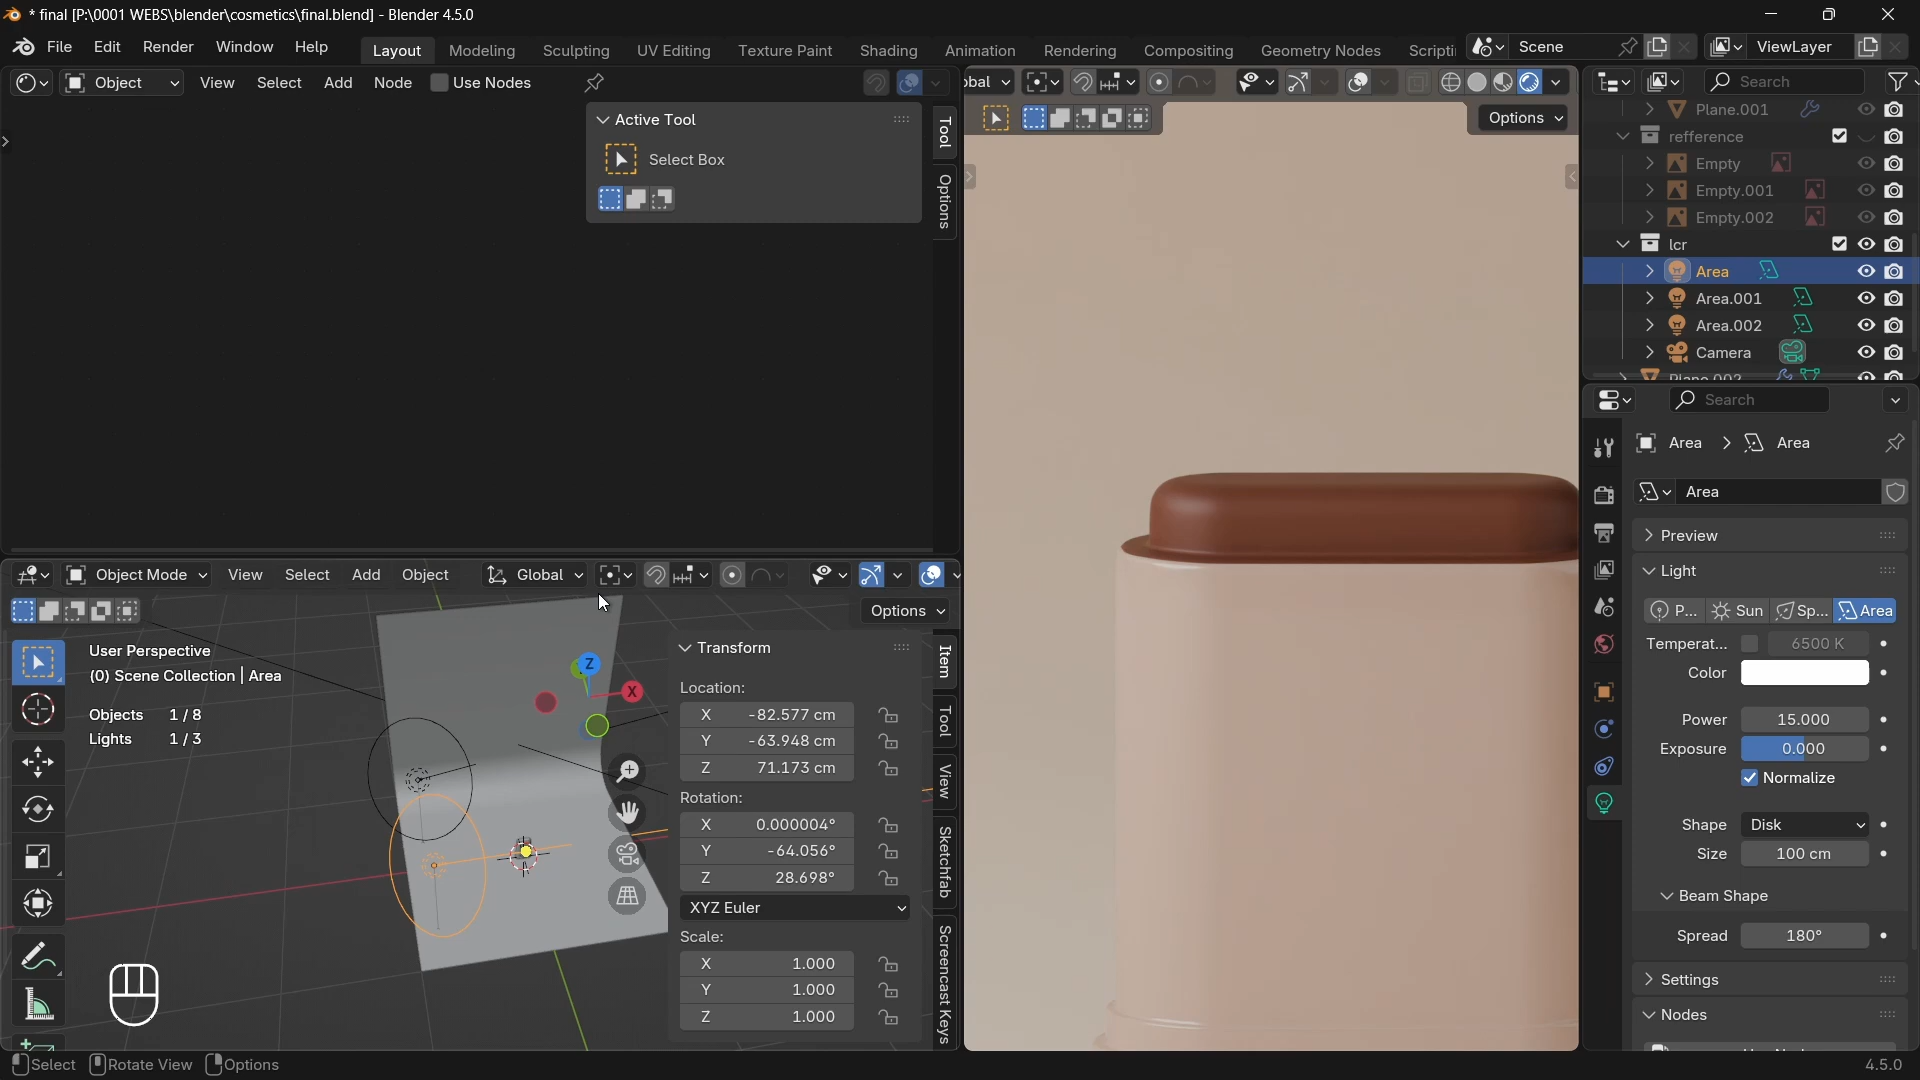 * final [P:\0001 WEBS\blender\cosmetics\final.blend] - Blender 4.5.0
File Edit Render Window Help
Layout Modeling Sculpting UV Editing Texture Paint Shading Animation Rendering Compositing Geometry Nodes Scripti
Scene
ViewLayer
Object View Select Add Node Use Nodes
obal
Search
Active Tool
Select Box
Tool
Options
Options
Plane.001
refference
Empty
Empty.001
Empty.002
lcr
Area
Area.001
Area.002
Camera
Search
Area > Area
Area
Preview
Light
P... Sun Sp... Area
Temperat... 6500 K
Color
Power 15.000
Exposure 0.000
Normalize
Shape Disk
Size 100 cm
Beam Shape
Spread 180°
Settings
Nodes
Object Mode View Select Add Object Global
Options
User Perspective
(0) Scene Collection | Area
Objects 1/8
Lights 1/3
Z
X
Transform
Location:
X -82.577 cm
Y -63.948 cm
Z 71.173 cm
Rotation:
X 0.000004°
Y -64.056°
Z 28.698°
XYZ Euler
Scale:
X 1.000
Y 1.000
Z 1.000
Item
Tool
View
Sketchfab
Screencast Keys
Select Rotate View Options
4.5.0